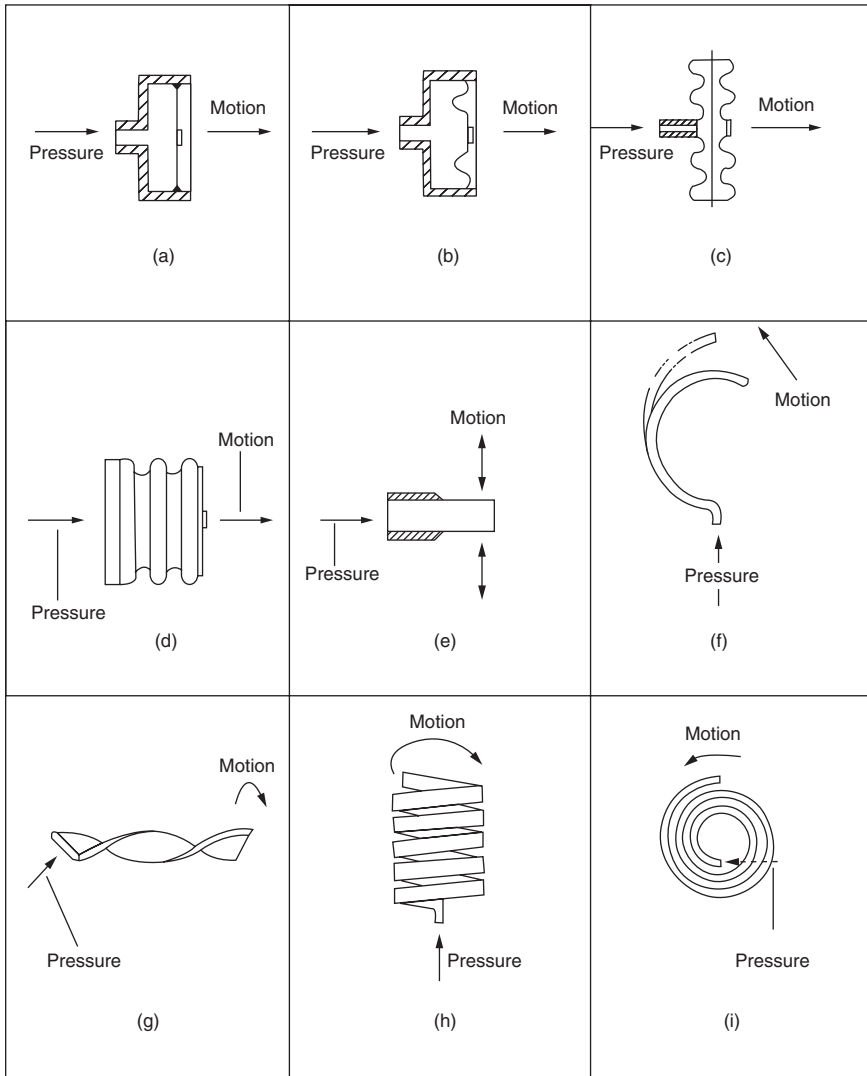 Motion
Pressure
(a)
Motion
Pressure
(b)
Motion
Pressure
(c)
Motion
Pressure
(d)
Motion
Pressure
(e)
Motion
Pressure
(f)
Motion
Pressure
(g)
Motion
Pressure
(h)
Motion
Pressure
(i)